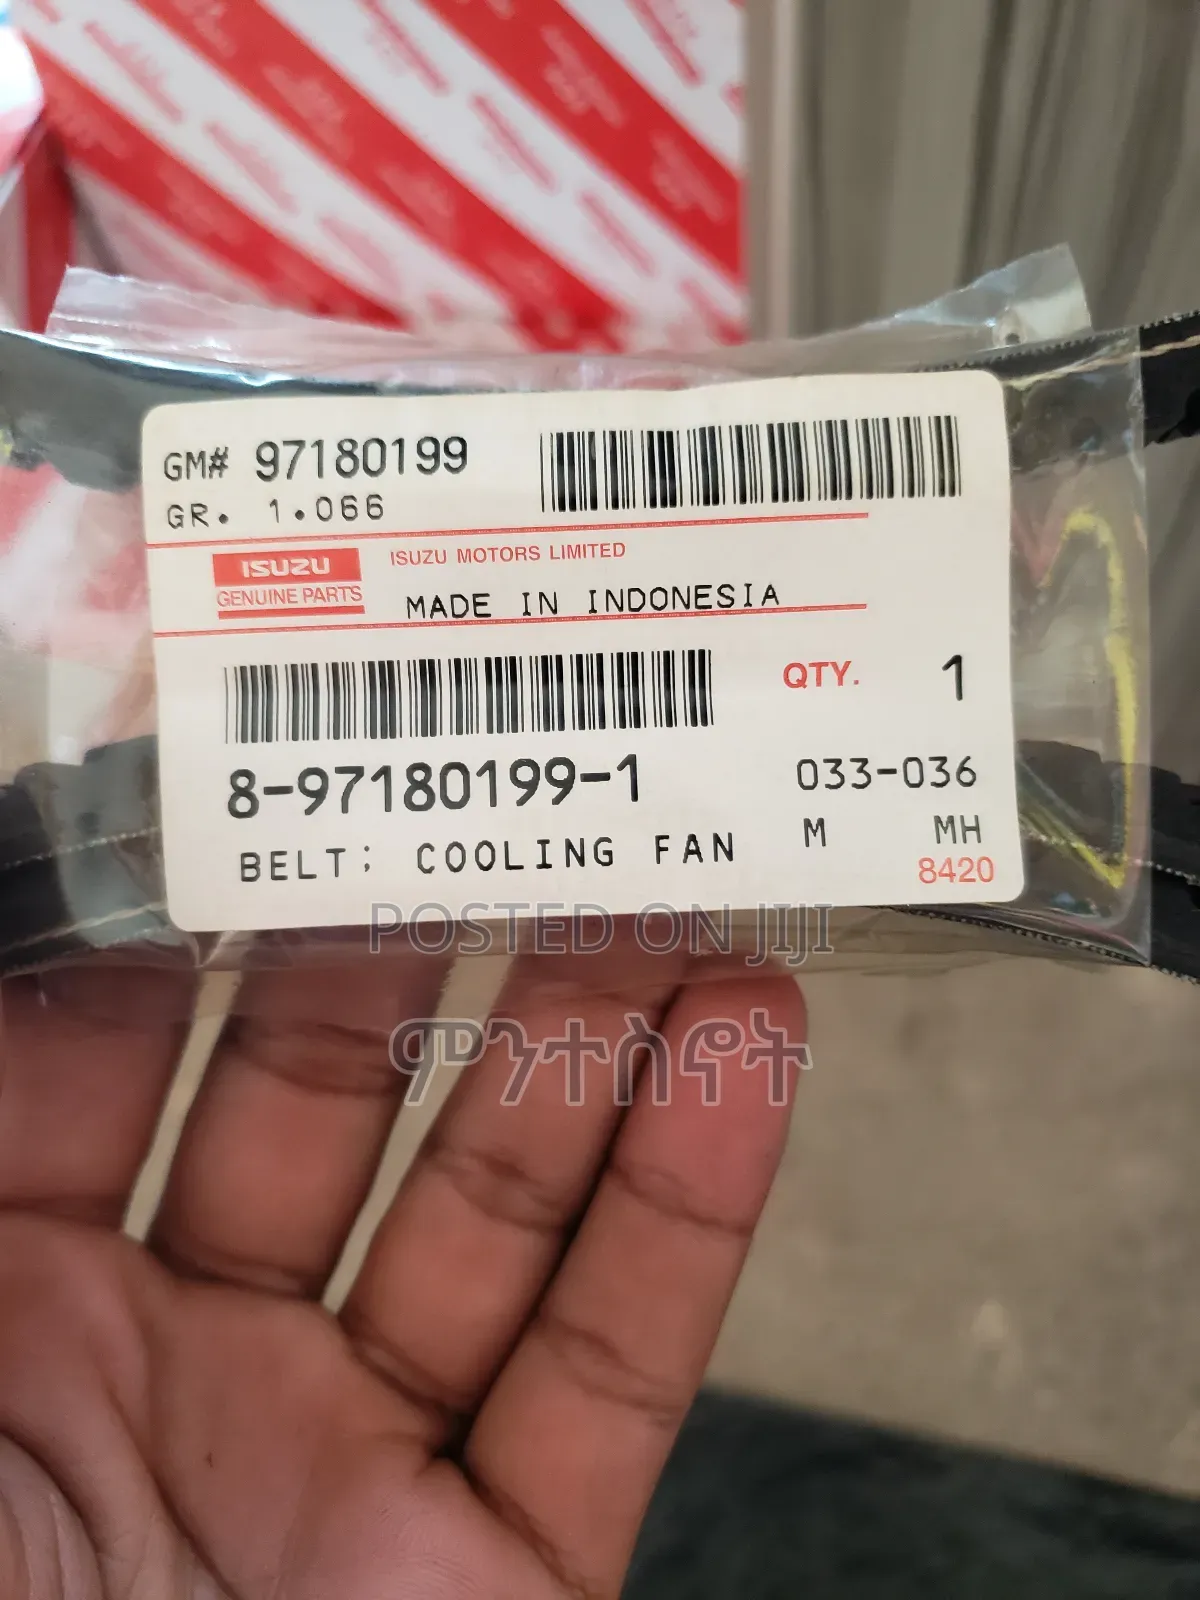 GM# 97180199
GR. 1.066
ISUZU
GENUINE PARTS
ISUZU MOTORS LIMITED
MADE IN INDONESIA
QTY. 1
8-97180199-1
033-036
BELT; COOLING FAN
M MH
8420
POSTED ON JIJI
ምንተስኖት